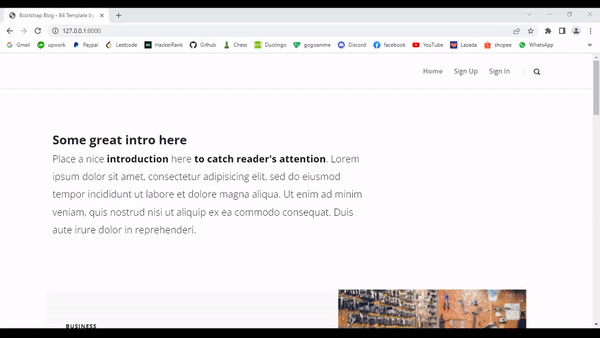 Bootstrap Blog - B4 Template by
127.0.0.1:8000
Gmail upwork Paypal Leetcode HackerRank Github Chess Duolingo gogoanime Discord facebook YouTube Lazada shopee WhatsApp
Home Sign Up Sign In
Some great intro here
Place a nice introduction here to catch reader's attention. Lorem
ipsum dolor sit amet, consectetur adipisicing elit, sed do eiusmod
tempor incididunt ut labore et dolore magna aliqua. Ut enim ad minim
veniam, quis nostrud nisi ut aliquip ex ea commodo consequat. Duis
aute irure dolor in reprehenderi.
BUSINESS